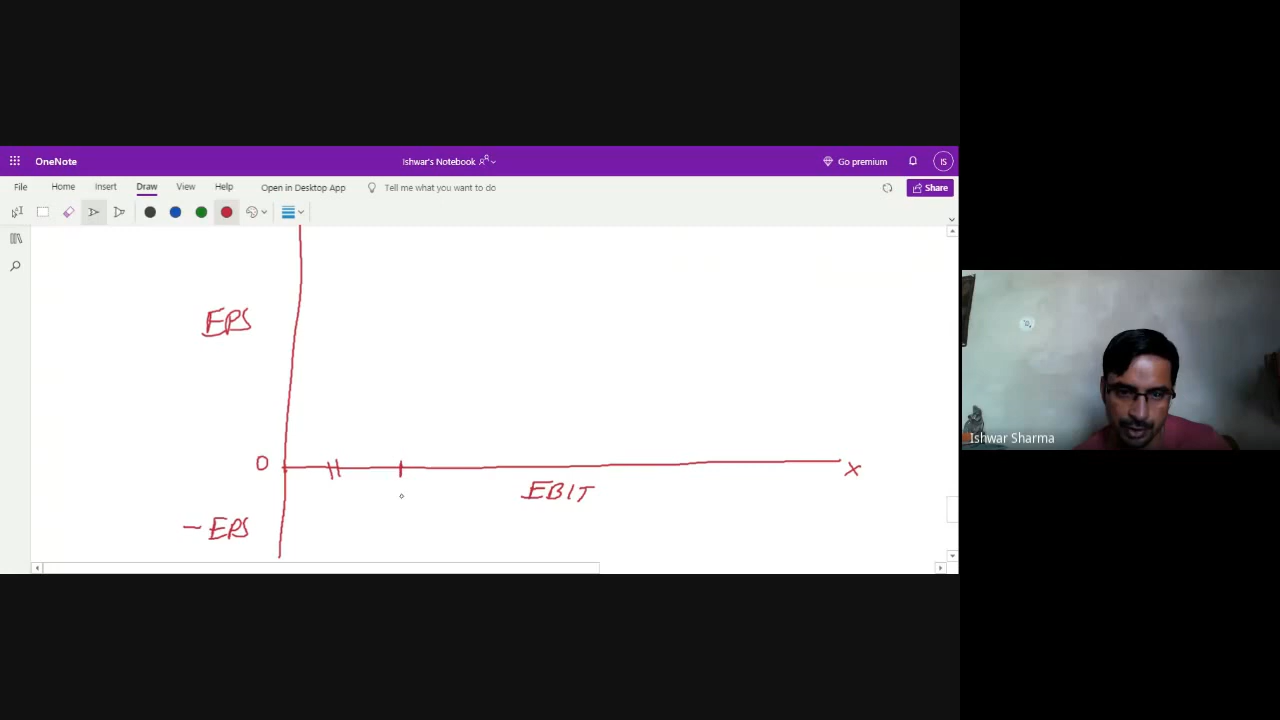 OneNote
Ishwar's Notebook
Go premium
IS
File Home Insert Draw View Help Open in Desktop App Tell me what you want to do
Share
EPS
0
X
EBIT
- EPS
Ishwar Sharma